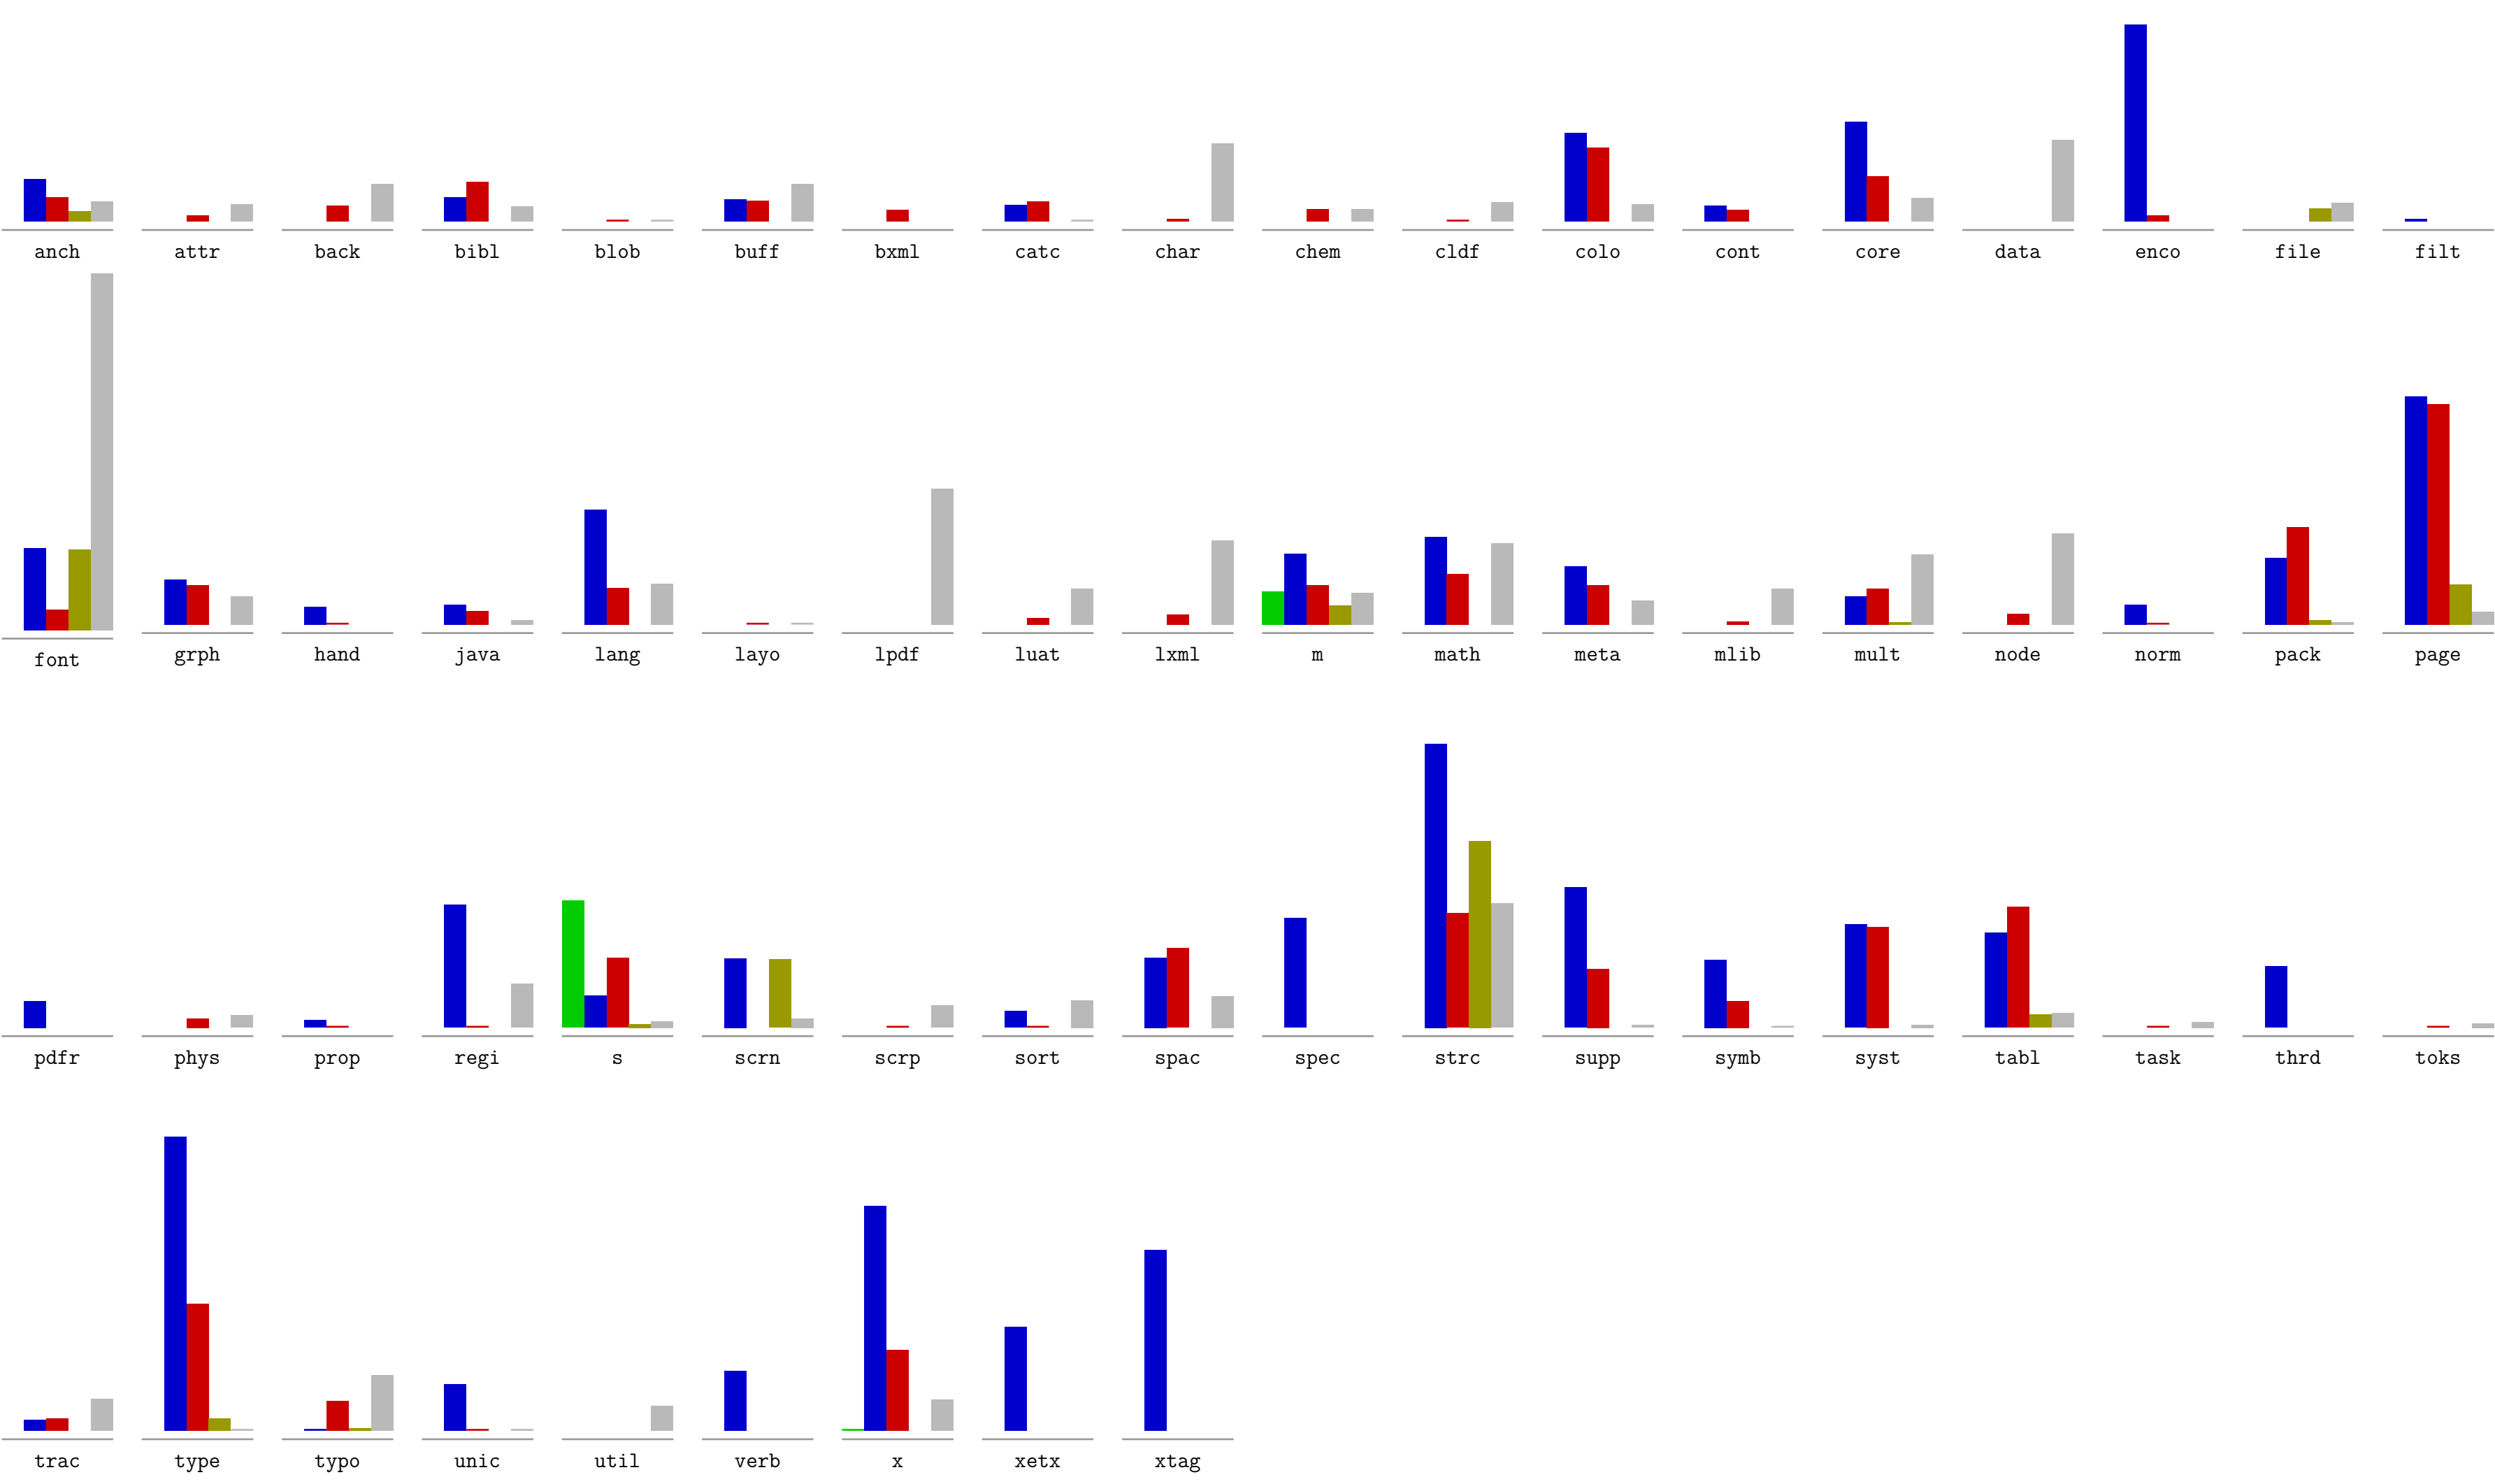 anch attr back bibl blob buff bxml catc char chem cldf colo cont core data enco file filt
font grph hand java lang layo lpdf luat lxml m math meta mlib mult node norm pack page
pdfr phys prop regi s scrn scrp sort spac spec strc supp symb syst tabl task thrd toks
trac type typo unic util verb x xetx xtag